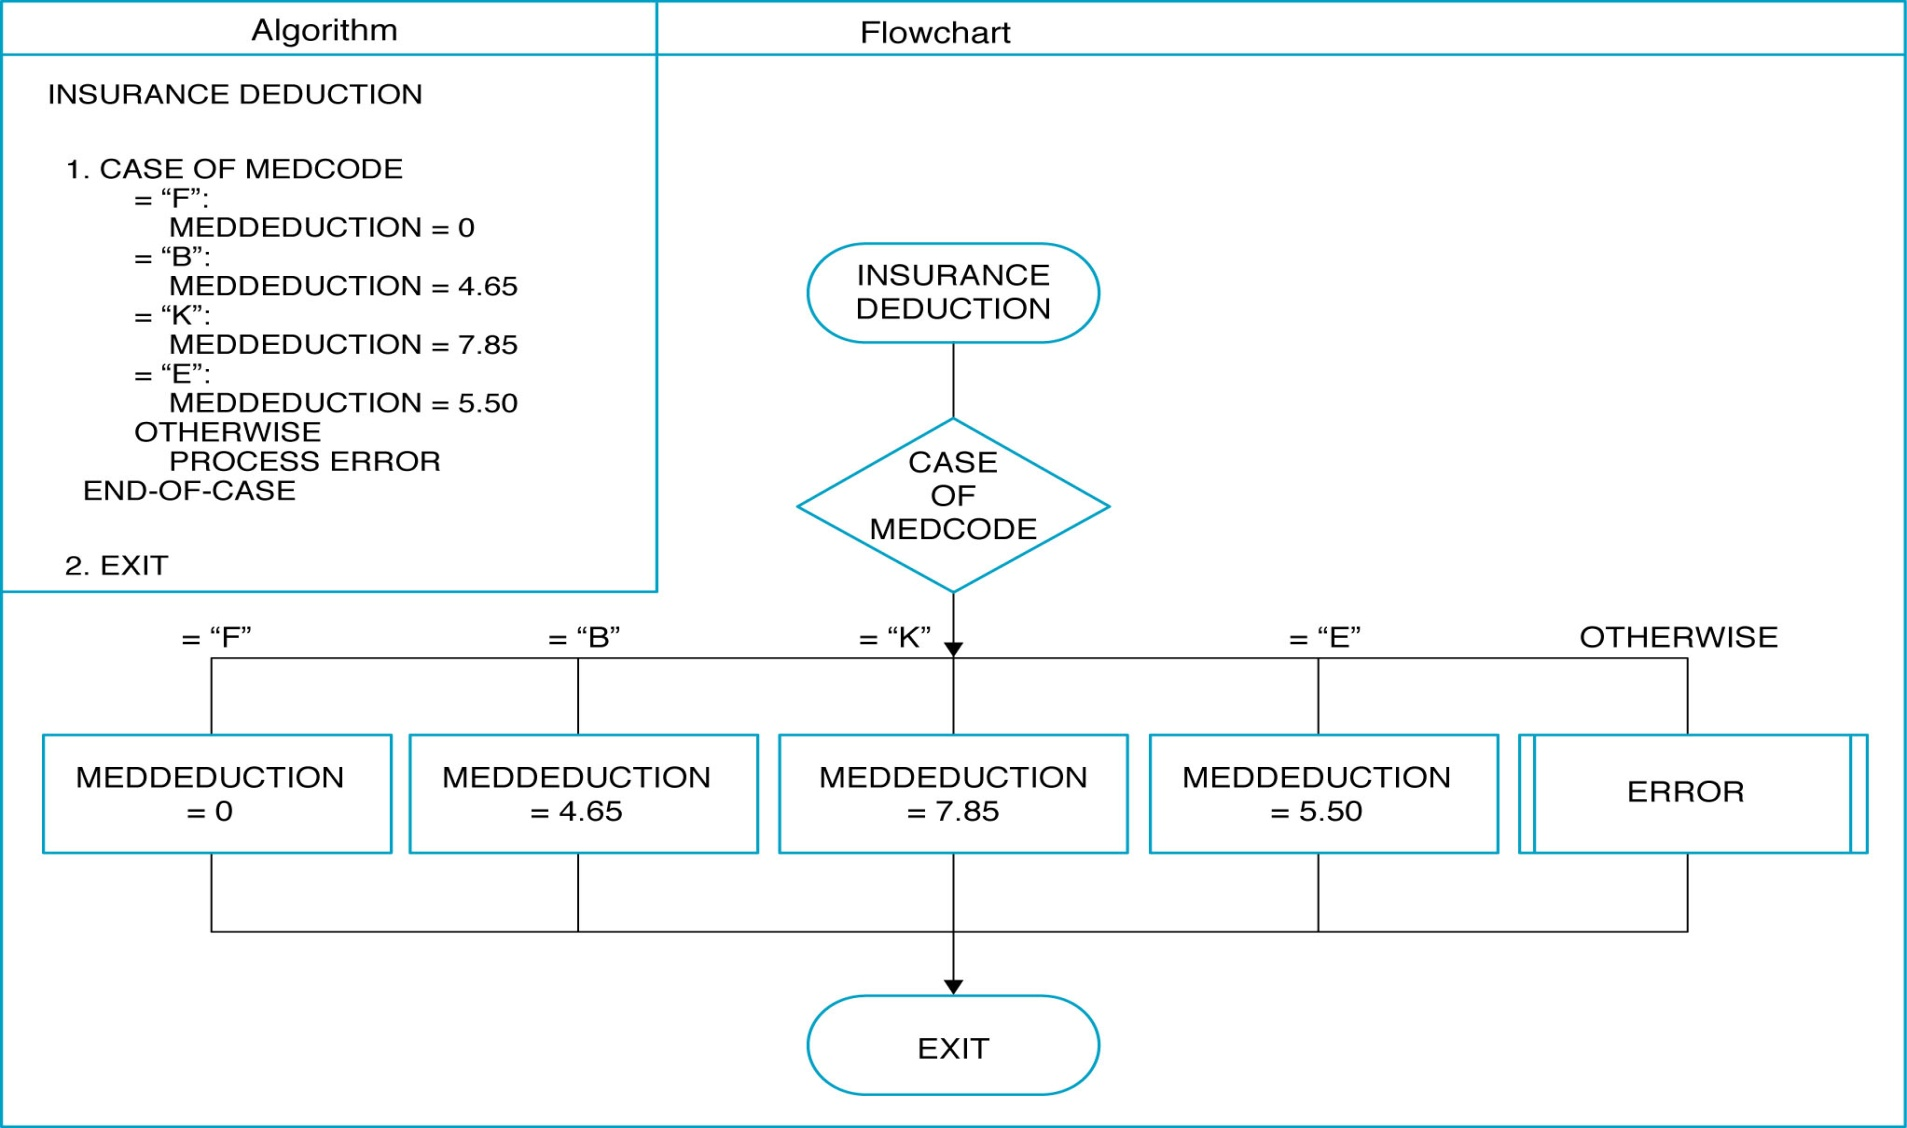 Algorithm
Flowchart
INSURANCE DEDUCTION
1. CASE OF MEDCODE
= “F”:
MEDDEDUCTION = 0
= “B”:
MEDDEDUCTION = 4.65
= “K”:
MEDDEDUCTION = 7.85
= “E”:
MEDDEDUCTION = 5.50
OTHERWISE
PROCESS ERROR
END-OF-CASE
2. EXIT
INSURANCE
DEDUCTION
CASE
OF
MEDCODE
= “F”
= “B”
= “K”
= “E”
OTHERWISE
MEDDEDUCTION
= 0
MEDDEDUCTION
= 4.65
MEDDEDUCTION
= 7.85
MEDDEDUCTION
= 5.50
ERROR
EXIT